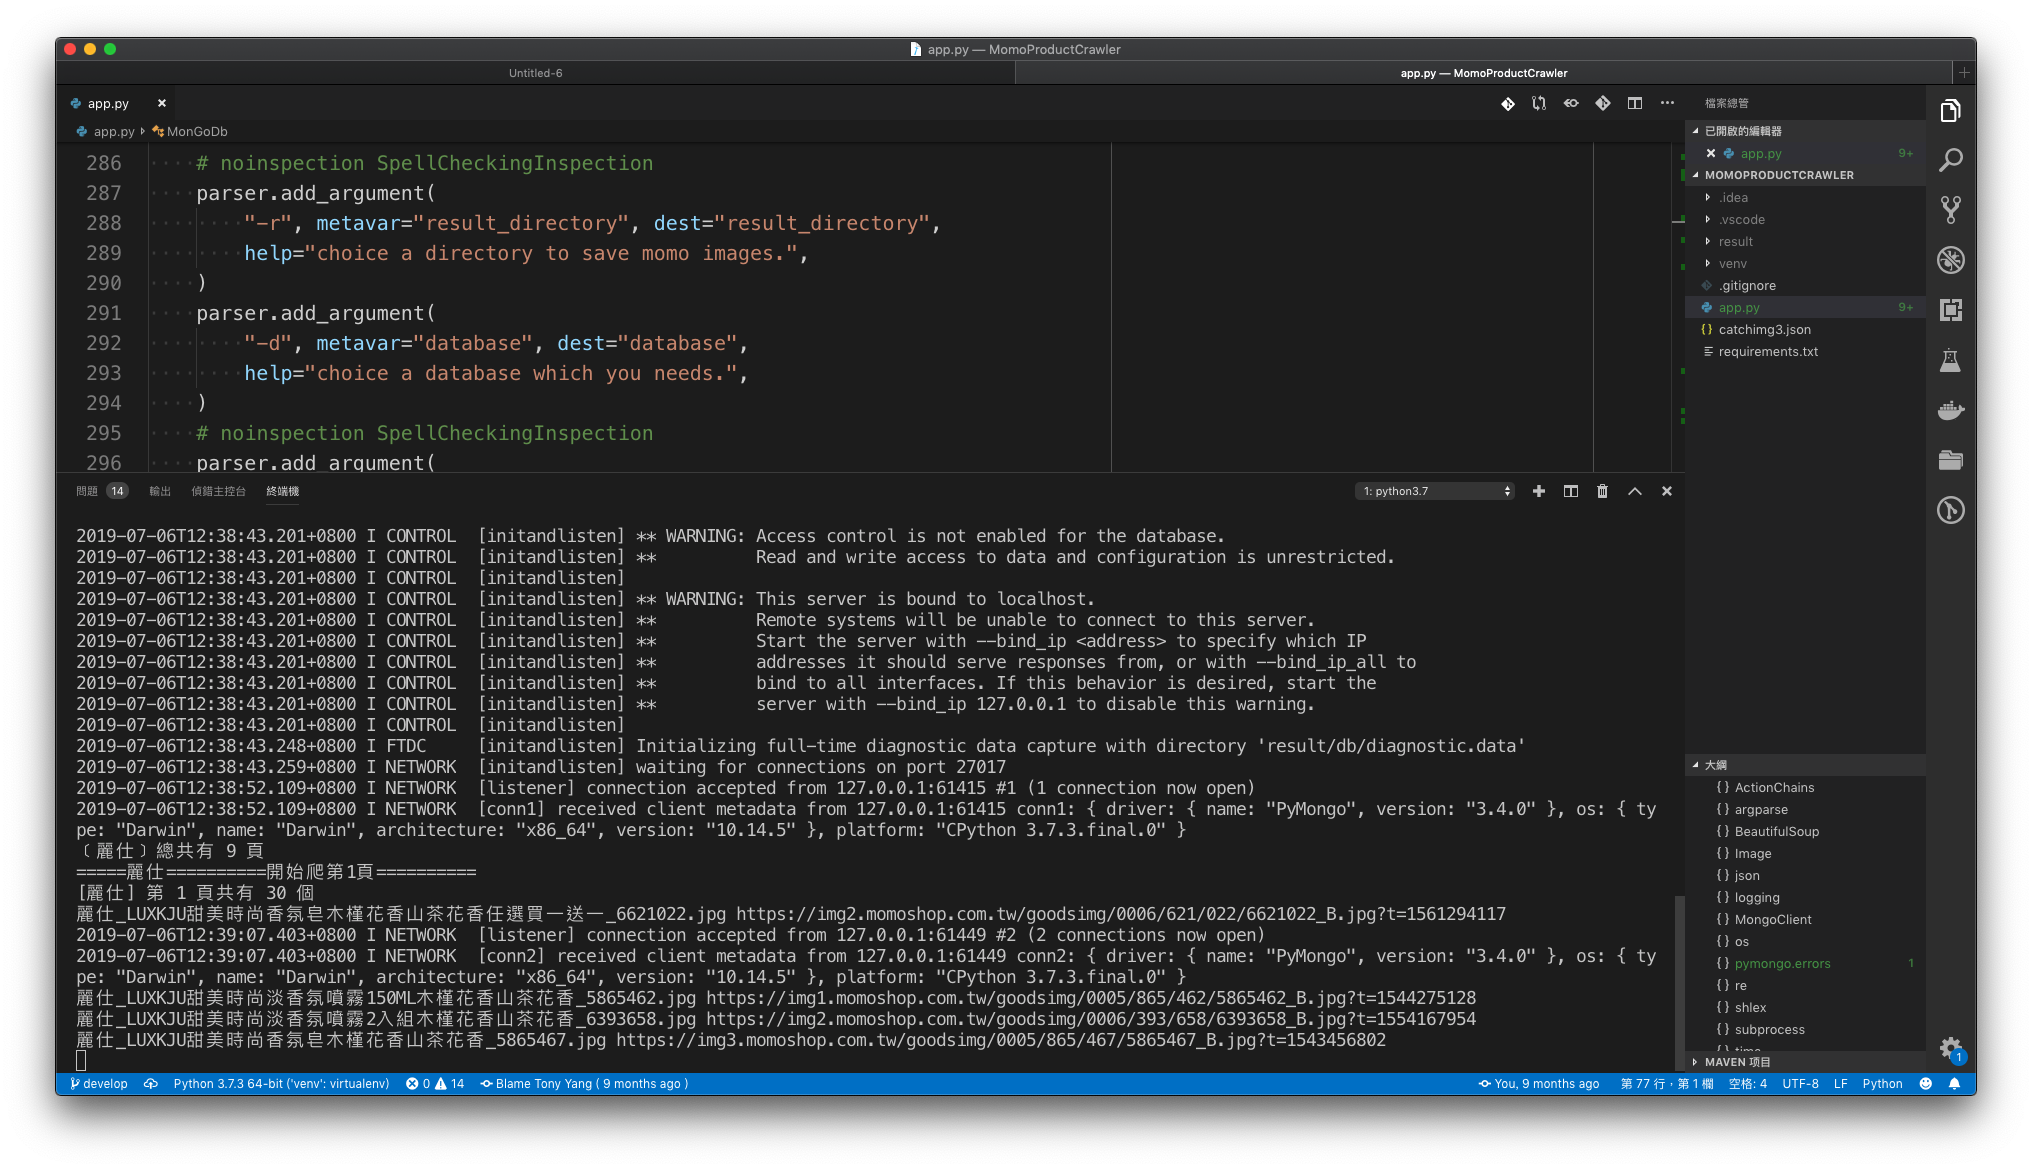 app.py — MomoProductCrawler
Untitled-6
app.py — MomoProductCrawler
app.py
app.py MonGoDb
286 # noinspection SpellCheckingInspection
287 parser.add_argument(
288 "-r", metavar="result_directory", dest="result_directory",
289 help="choice a directory to save momo images.",
290 )
291 parser.add_argument(
292 "-d", metavar="database", dest="database",
293 help="choice a database which you needs.",
294 )
295 # noinspection SpellCheckingInspection
296 parser.add_argument(
問題 14 輸出 偵錯主控台 終端機 1: python3.7
2019-07-06T12:38:43.201+0800 I CONTROL [initandlisten] ** WARNING: Access control is not enabled for the database.
2019-07-06T12:38:43.201+0800 I CONTROL [initandlisten] ** Read and write access to data and configuration is unrestricted.
2019-07-06T12:38:43.201+0800 I CONTROL [initandlisten]
2019-07-06T12:38:43.201+0800 I CONTROL [initandlisten] ** WARNING: This server is bound to localhost.
2019-07-06T12:38:43.201+0800 I CONTROL [initandlisten] ** Remote systems will be unable to connect to this server.
2019-07-06T12:38:43.201+0800 I CONTROL [initandlisten] ** Start the server with --bind_ip <address> to specify which IP
2019-07-06T12:38:43.201+0800 I CONTROL [initandlisten] ** addresses it should serve responses from, or with --bind_ip_all to
2019-07-06T12:38:43.201+0800 I CONTROL [initandlisten] ** bind to all interfaces. If this behavior is desired, start the
2019-07-06T12:38:43.201+0800 I CONTROL [initandlisten] ** server with --bind_ip 127.0.0.1 to disable this warning.
2019-07-06T12:38:43.201+0800 I CONTROL [initandlisten]
2019-07-06T12:38:43.248+0800 I FTDC [initandlisten] Initializing full-time diagnostic data capture with directory 'result/db/diagnostic.data'
2019-07-06T12:38:43.259+0800 I NETWORK [initandlisten] waiting for connections on port 27017
2019-07-06T12:38:52.109+0800 I NETWORK [listener] connection accepted from 127.0.0.1:61415 #1 (1 connection now open)
2019-07-06T12:38:52.109+0800 I NETWORK [conn1] received client metadata from 127.0.0.1:61415 conn1: { driver: { name: "PyMongo", version: "3.4.0" }, os: { ty
pe: "Darwin", name: "Darwin", architecture: "x86_64", version: "10.14.5" }, platform: "CPython 3.7.3.final.0" }
﹝麗仕﹞總共有 9 頁
=====麗仕==========開始爬第1頁==========
[麗仕] 第 1 頁共有 30 個
麗仕_LUXKJU甜美時尚香氛皂木槿花香山茶花香任選買一送一_6621022.jpg https://img2.momoshop.com.tw/goodsimg/0006/621/022/6621022_B.jpg?t=1561294117
2019-07-06T12:39:07.403+0800 I NETWORK [listener] connection accepted from 127.0.0.1:61449 #2 (2 connections now open)
2019-07-06T12:39:07.403+0800 I NETWORK [conn2] received client metadata from 127.0.0.1:61449 conn2: { driver: { name: "PyMongo", version: "3.4.0" }, os: { ty
pe: "Darwin", name: "Darwin", architecture: "x86_64", version: "10.14.5" }, platform: "CPython 3.7.3.final.0" }
麗仕_LUXKJU甜美時尚淡香氛噴霧150ML木槿花香山茶花香_5865462.jpg https://img1.momoshop.com.tw/goodsimg/0005/865/462/5865462_B.jpg?t=1544275128
麗仕_LUXKJU甜美時尚淡香氛噴霧2入組木槿花香山茶花香_6393658.jpg https://img2.momoshop.com.tw/goodsimg/0006/393/658/6393658_B.jpg?t=1554167954
麗仕_LUXKJU甜美時尚香氛皂木槿花香山茶花香_5865467.jpg https://img3.momoshop.com.tw/goodsimg/0005/865/467/5865467_B.jpg?t=1543456802
檔案總管
已開啟的編輯器
app.py 9+
MOMOPRODUCTCRAWLER
.idea
.vscode
result
venv
.gitignore
app.py 9+
catchimg3.json
requirements.txt
大綱
{} ActionChains
{} argparse
{} BeautifulSoup
{} Image
{} json
{} logging
{} MongoClient
{} os
{} pymongo.errors 1
{} re
{} shlex
{} subprocess
{} time
MAVEN 项目
1
develop Python 3.7.3 64-bit ('venv': virtualenv) 0 14 Blame Tony Yang ( 9 months ago ) You, 9 months ago 第 77 行，第 1 欄 空格: 4 UTF-8 LF Python